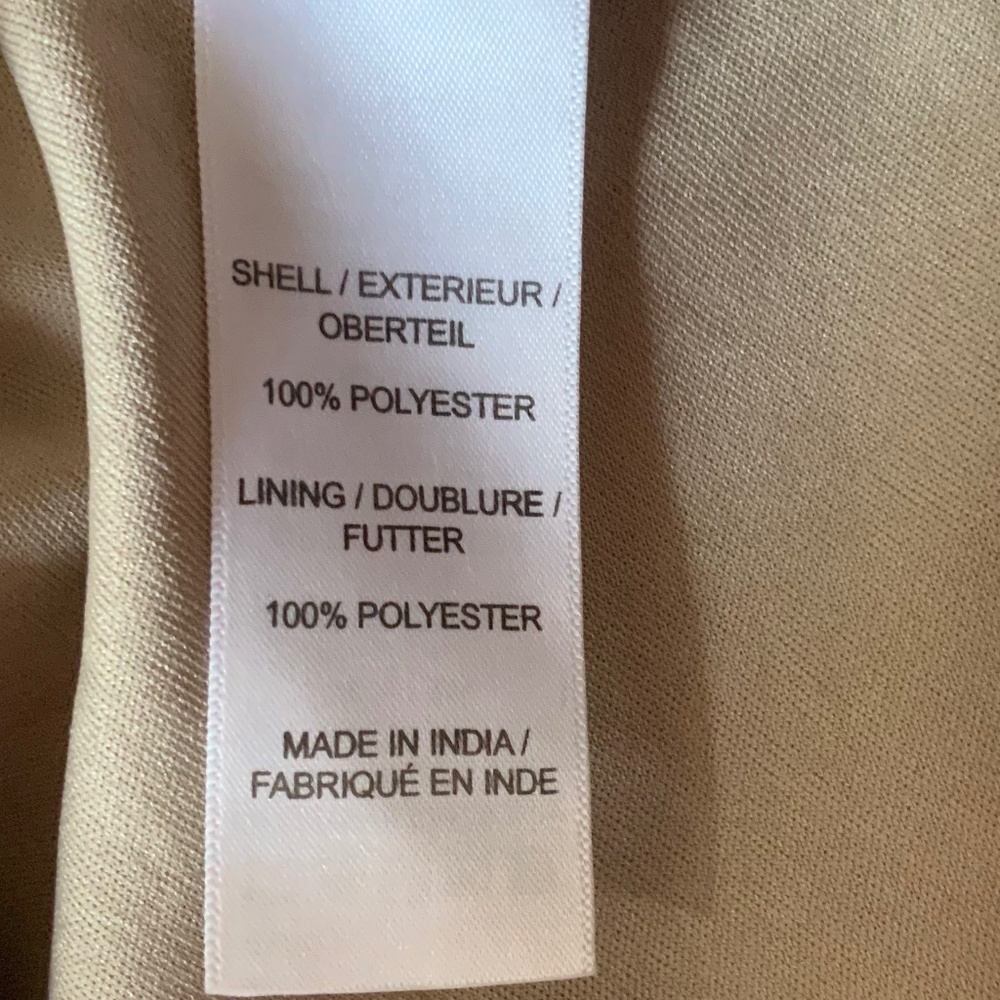 SHELL / EXTERIEUR /
OBERTEIL
100% POLYESTER
LINING / DOUBLURE /
FUTTER
100% POLYESTER
MADE IN INDIA /
FABRIQUÉ EN INDE